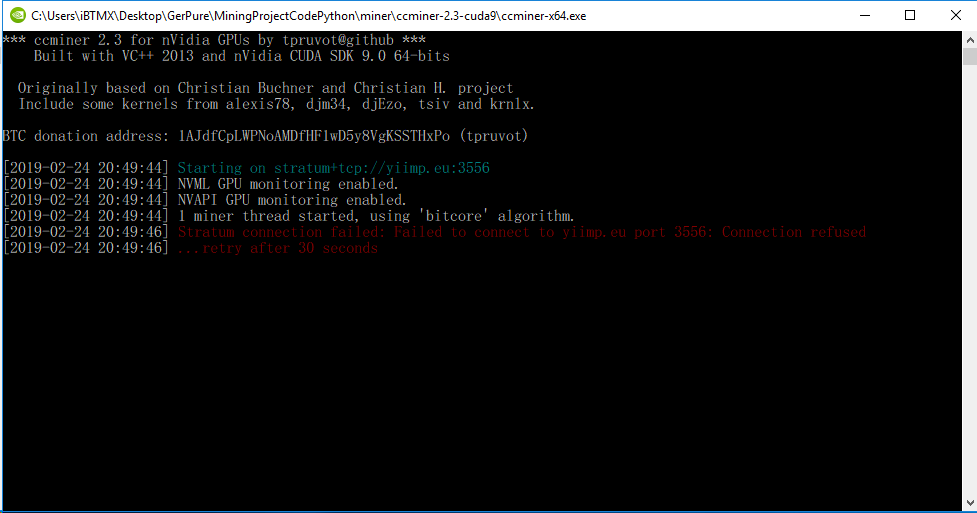 C:\Users\iBTMX\Desktop\GerPure\MiningProjectCodePython\miner\ccminer-2.3-cuda9\ccminer-x64.exe
*** ccminer 2.3 for nVidia GPUs by tpruvot@github ***
Built with VC++ 2013 and nVidia CUDA SDK 9.0 64-bits
Originally based on Christian Buchner and Christian H. project
Include some kernels from alexis78, djm34, djEzo, tsiv and krnlx.
BTC donation address: 1AJdfCpLWPNoAMDfHF1wD5y8VgKSSTHxPo (tpruvot)
[2019-02-24 20:49:44] Starting on stratum+tcp://yiimp.eu:3556
[2019-02-24 20:49:44] NVML GPU monitoring enabled.
[2019-02-24 20:49:44] NVAPI GPU monitoring enabled.
[2019-02-24 20:49:44] 1 miner thread started, using 'bitcore' algorithm.
[2019-02-24 20:49:46] Stratum connection failed: Failed to connect to yiimp.eu port 3556: Connection refused
[2019-02-24 20:49:46] ...retry after 30 seconds